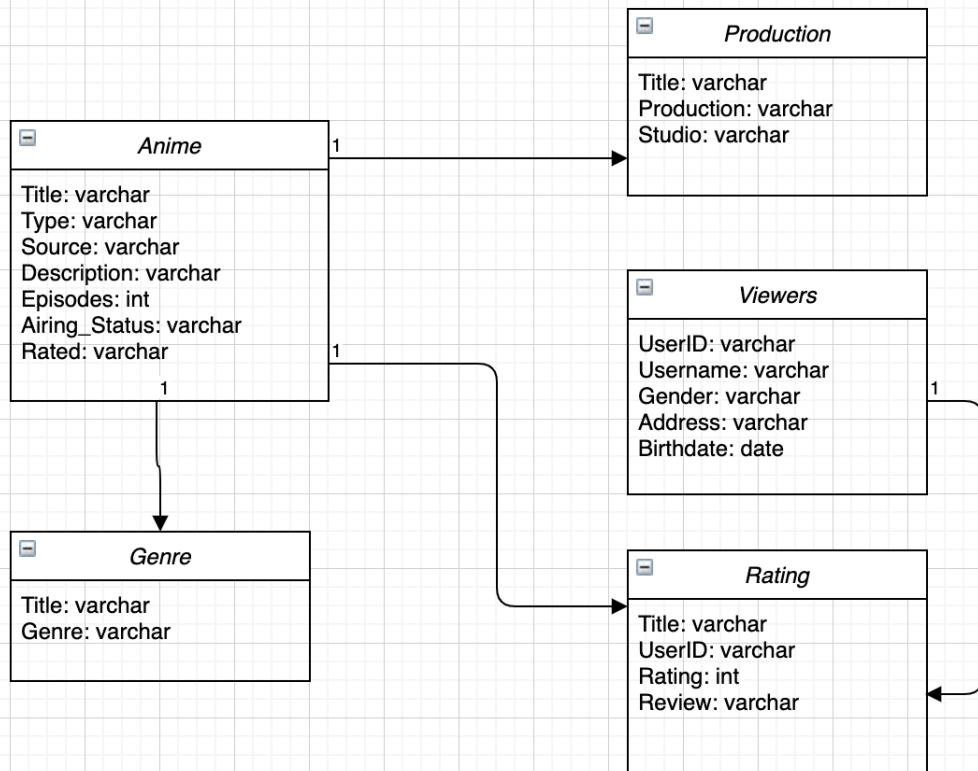 Production
Title: varchar
Production: varchar
Studio: varchar
Anime
1
Title: varchar
Type: varchar
Source: varchar
Description: varchar
Episodes: int
Airing_Status: varchar
Rated: varchar
1
1
Viewers
UserID: varchar
Username: varchar
Gender: varchar
Address: varchar
Birthdate: date
1
Genre
Title: varchar
Genre: varchar
Rating
Title: varchar
UserID: varchar
Rating: int
Review: varchar